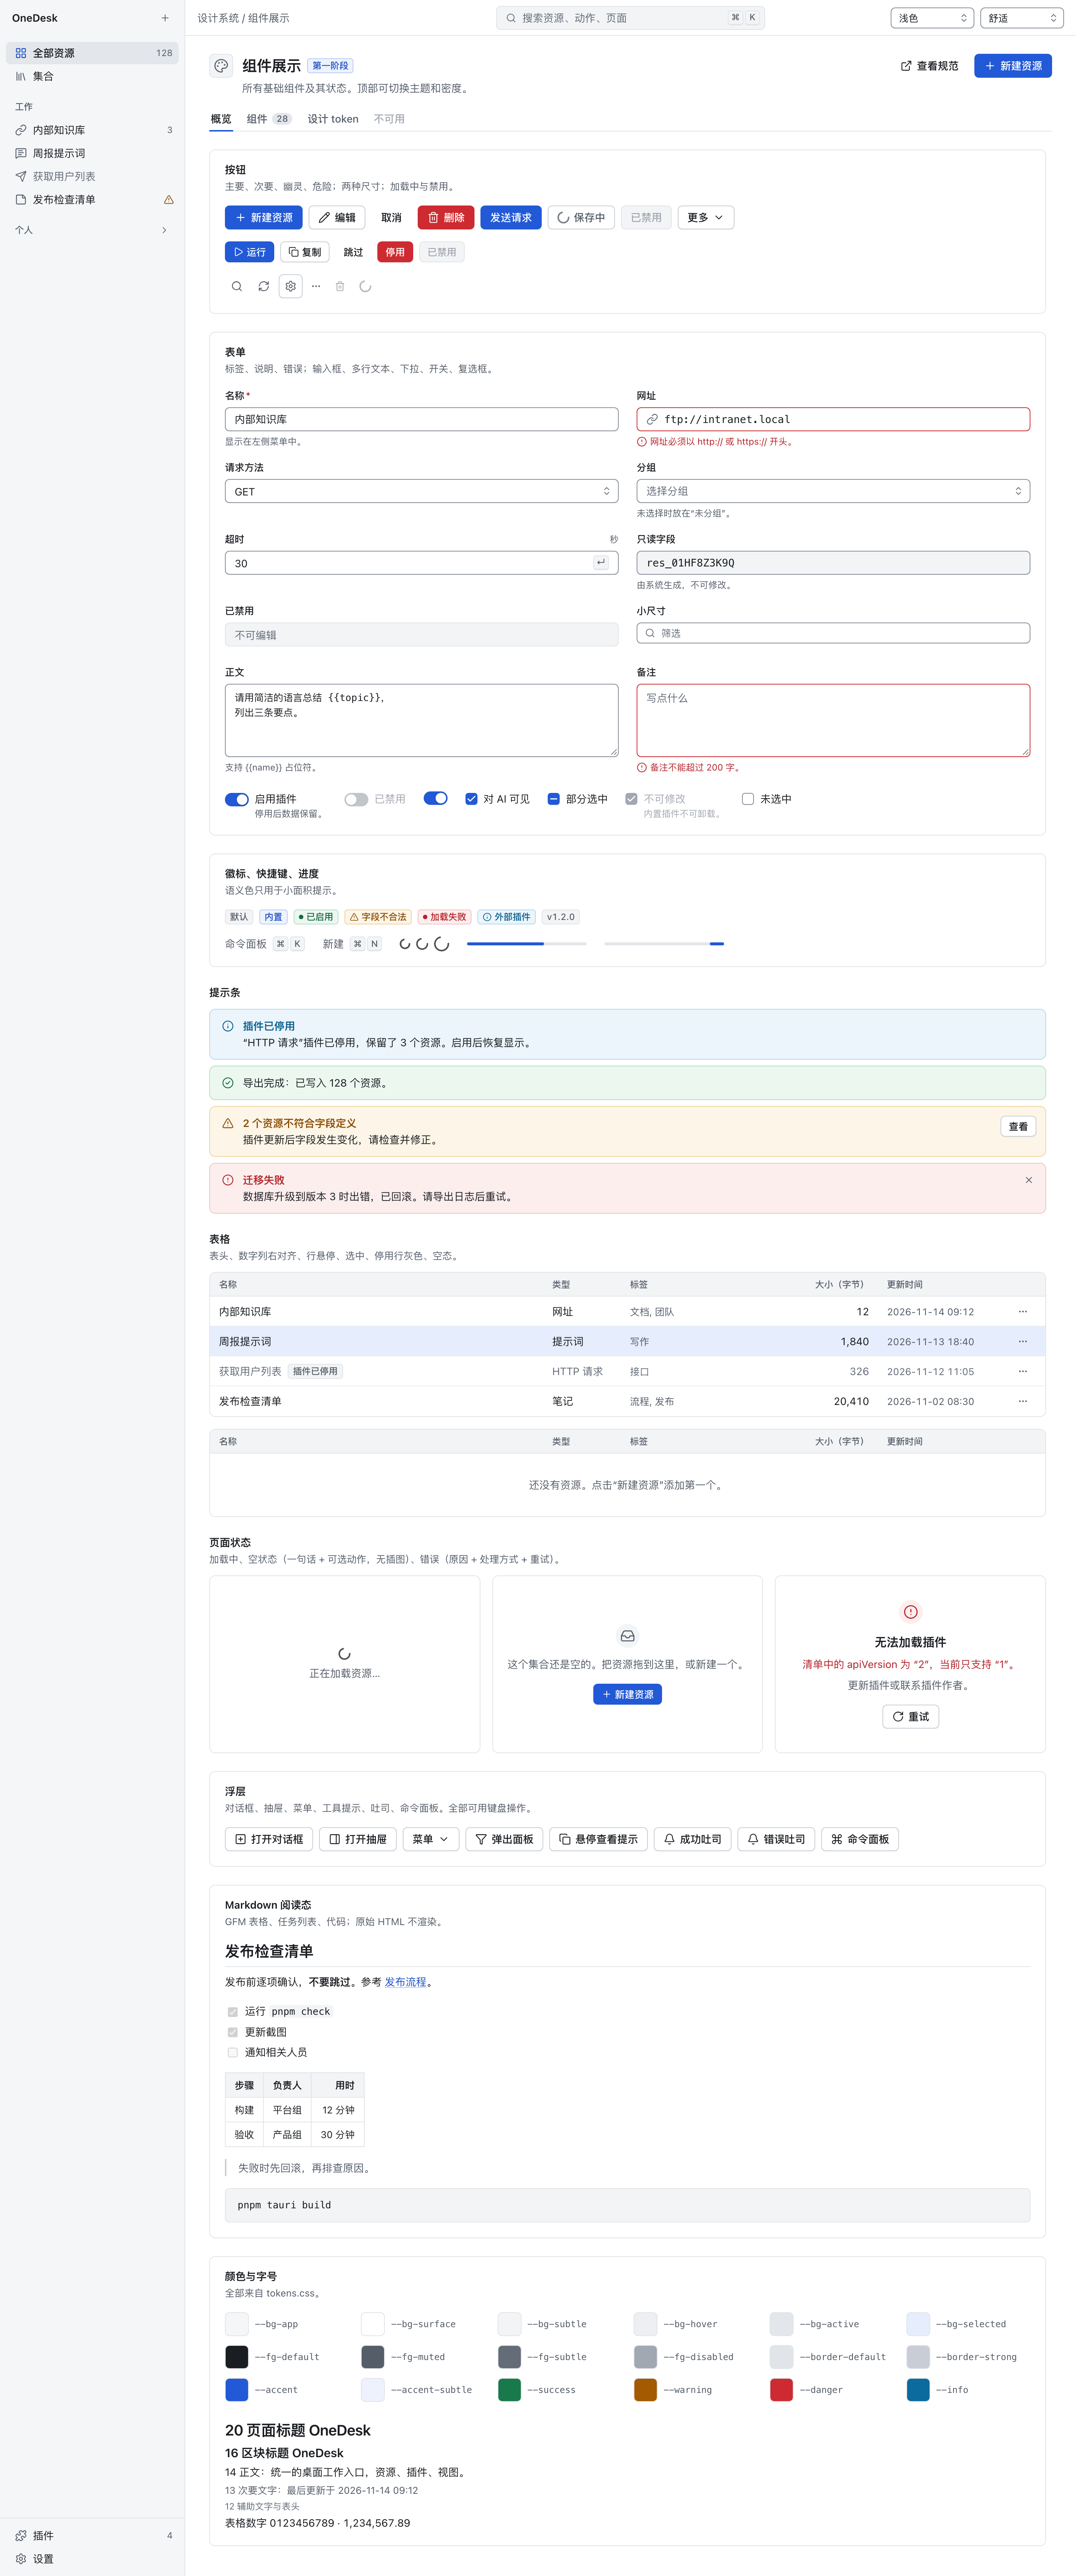 OneDesk
全部资源 128
集合
工作
内部知识库 3
周报提示词
获取用户列表
发布检查清单
个人
插件 4
设置
设计系统 / 组件展示
搜索资源、动作、页面 ⌘ K
浅色
舒适
组件展示 第一阶段
所有基础组件及其状态。顶部可切换主题和密度。
查看规范
新建资源
概览 组件 28 设计 token 不可用
按钮
主要、次要、幽灵、危险；两种尺寸；加载中与禁用。
新建资源 编辑 取消 删除 发送请求 保存中 已禁用 更多
运行 复制 跳过 停用 已禁用
表单
标签、说明、错误；输入框、多行文本、下拉、开关、复选框。
名称*
内部知识库
显示在左侧菜单中。
网址
ftp://intranet.local
网址必须以 http:// 或 https:// 开头。
请求方法
GET
分组
选择分组
未选择时放在“未分组”。
超时 秒
30
只读字段
res_01HF8Z3K9Q
由系统生成，不可修改。
已禁用
不可编辑
小尺寸
筛选
正文
请用简洁的语言总结 {{topic}}，
列出三条要点。
支持 {{name}} 占位符。
备注
写点什么
备注不能超过 200 字。
启用插件
停用后数据保留。
已禁用
对 AI 可见
部分选中
不可修改
内置插件不可卸载。
未选中
徽标、快捷键、进度
语义色只用于小面积提示。
默认 内置 已启用 字段不合法 加载失败 外部插件 v1.2.0
命令面板 ⌘ K 新建 ⌘ N
提示条
插件已停用
“HTTP 请求”插件已停用，保留了 3 个资源。启用后恢复显示。
导出完成：已写入 128 个资源。
2 个资源不符合字段定义
插件更新后字段发生变化，请检查并修正。
查看
迁移失败
数据库升级到版本 3 时出错，已回滚。请导出日志后重试。
表格
表头、数字列右对齐、行悬停、选中、停用行灰色、空态。
名称 类型 标签 大小（字节） 更新时间
内部知识库 网址 文档, 团队 12 2026-11-14 09:12
周报提示词 提示词 写作 1,840 2026-11-13 18:40
获取用户列表 插件已停用 HTTP 请求 接口 326 2026-11-12 11:05
发布检查清单 笔记 流程, 发布 20,410 2026-11-02 08:30
名称 类型 标签 大小（字节） 更新时间
还没有资源。点击“新建资源”添加第一个。
页面状态
加载中、空状态（一句话 + 可选动作，无插图）、错误（原因 + 处理方式 + 重试）。
正在加载资源…
这个集合还是空的。把资源拖到这里，或新建一个。
新建资源
无法加载插件
清单中的 apiVersion 为 “2”，当前只支持 “1”。
更新插件或联系插件作者。
重试
浮层
对话框、抽屉、菜单、工具提示、吐司、命令面板。全部可用键盘操作。
打开对话框 打开抽屉 菜单 弹出面板 悬停查看提示 成功吐司 错误吐司 命令面板
Markdown 阅读态
GFM 表格、任务列表、代码；原始 HTML 不渲染。
发布检查清单
发布前逐项确认，不要跳过。参考 发布流程。
运行 pnpm check
更新截图
通知相关人员
步骤 负责人 用时
构建 平台组 12 分钟
验收 产品组 30 分钟
失败时先回滚，再排查原因。
pnpm tauri build
颜色与字号
全部来自 tokens.css。
--bg-app --bg-surface --bg-subtle --bg-hover --bg-active --bg-selected
--fg-default --fg-muted --fg-subtle --fg-disabled --border-default --border-strong
--accent --accent-subtle --success --warning --danger --info
20 页面标题 OneDesk
16 区块标题 OneDesk
14 正文：统一的桌面工作入口，资源、插件、视图。
13 次要文字：最后更新于 2026-11-14 09:12
12 辅助文字与表头
表格数字 0123456789 · 1,234,567.89